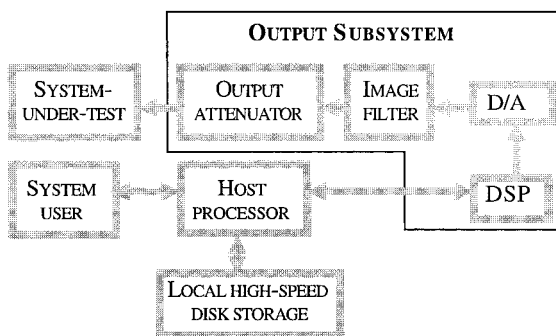 OUTPUT SUBSYSTEM
SYSTEM-
UNDER-TEST
OUTPUT
ATTENUATOR
IMAGE
FILTER
D/A
SYSTEM
USER
HOST
PROCESSOR
DSP
LOCAL HIGH-SPEED
DISK STORAGE